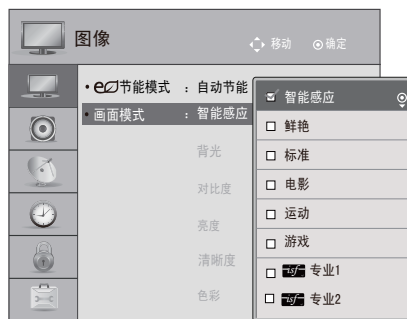 图像
移动 确定
e节能模式 : 自动节能
画面模式 : 智能感应
背光
对比度
亮度
清晰度
色彩
智能感应
鲜艳
标准
电影
运动
游戏
isf 专业1
isf 专业2